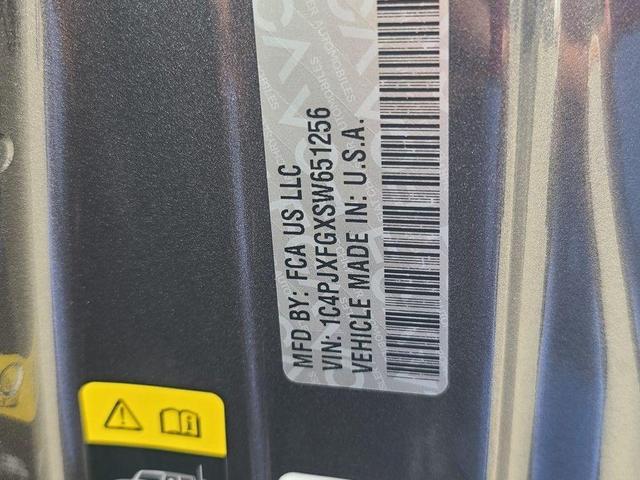 MFD BY: FCA US LLC
VIN: 1C4PJXFGXSW651256
VEHICLE MADE IN: U.S.A.